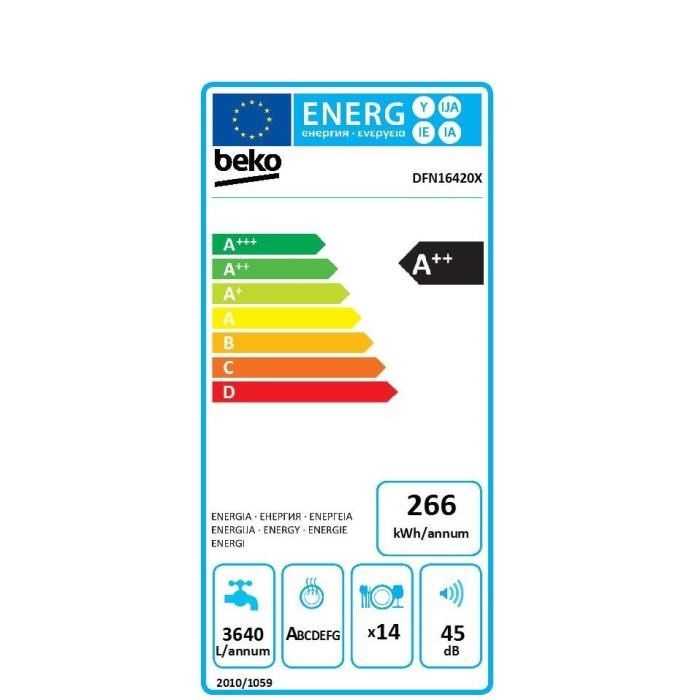 ENERG Y IJA
енергия · ενεργεια IE IA
beko
DFN16420X
A+++
A++
A++
A+
A
B
C
D
266
kWh/annum
ENERGIA · ЕНЕРГИЯ · ΕΝΕΡΓΕΙΑ
ENERGIJA · ENERGY · ENERGIE
ENERGI
3640
L/annum
ABCDEFG
x14
45
dB
2010/1059